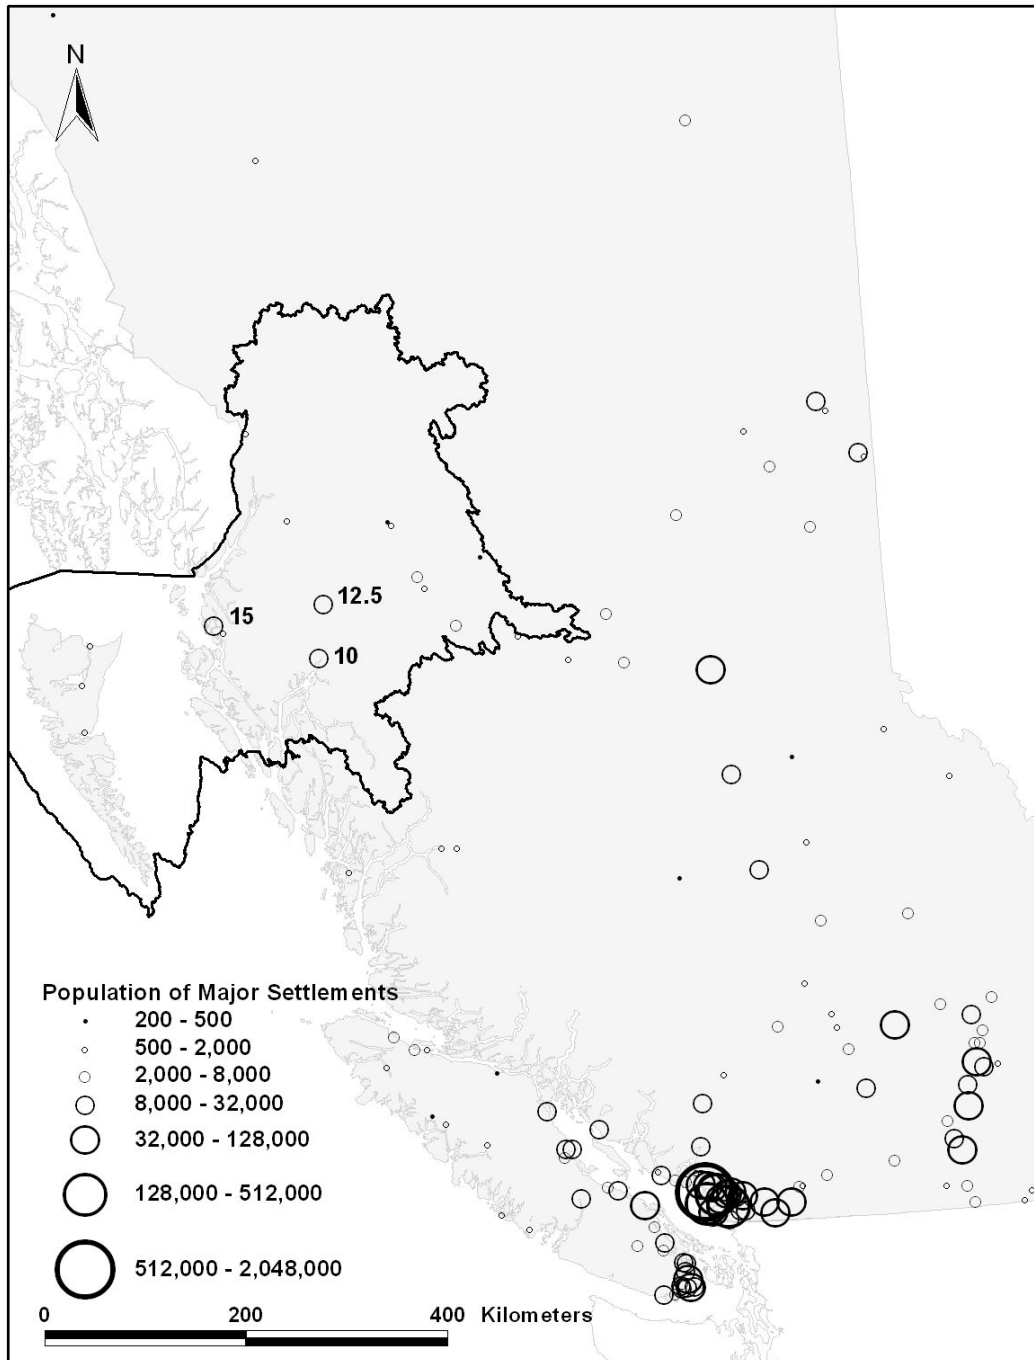 N
12.5
15
10
Population of Major Settlements
200 - 500
500 - 2,000
2,000 - 8,000
8,000 - 32,000
32,000 - 128,000
128,000 - 512,000
512,000 - 2,048,000
0 200 400 Kilometers